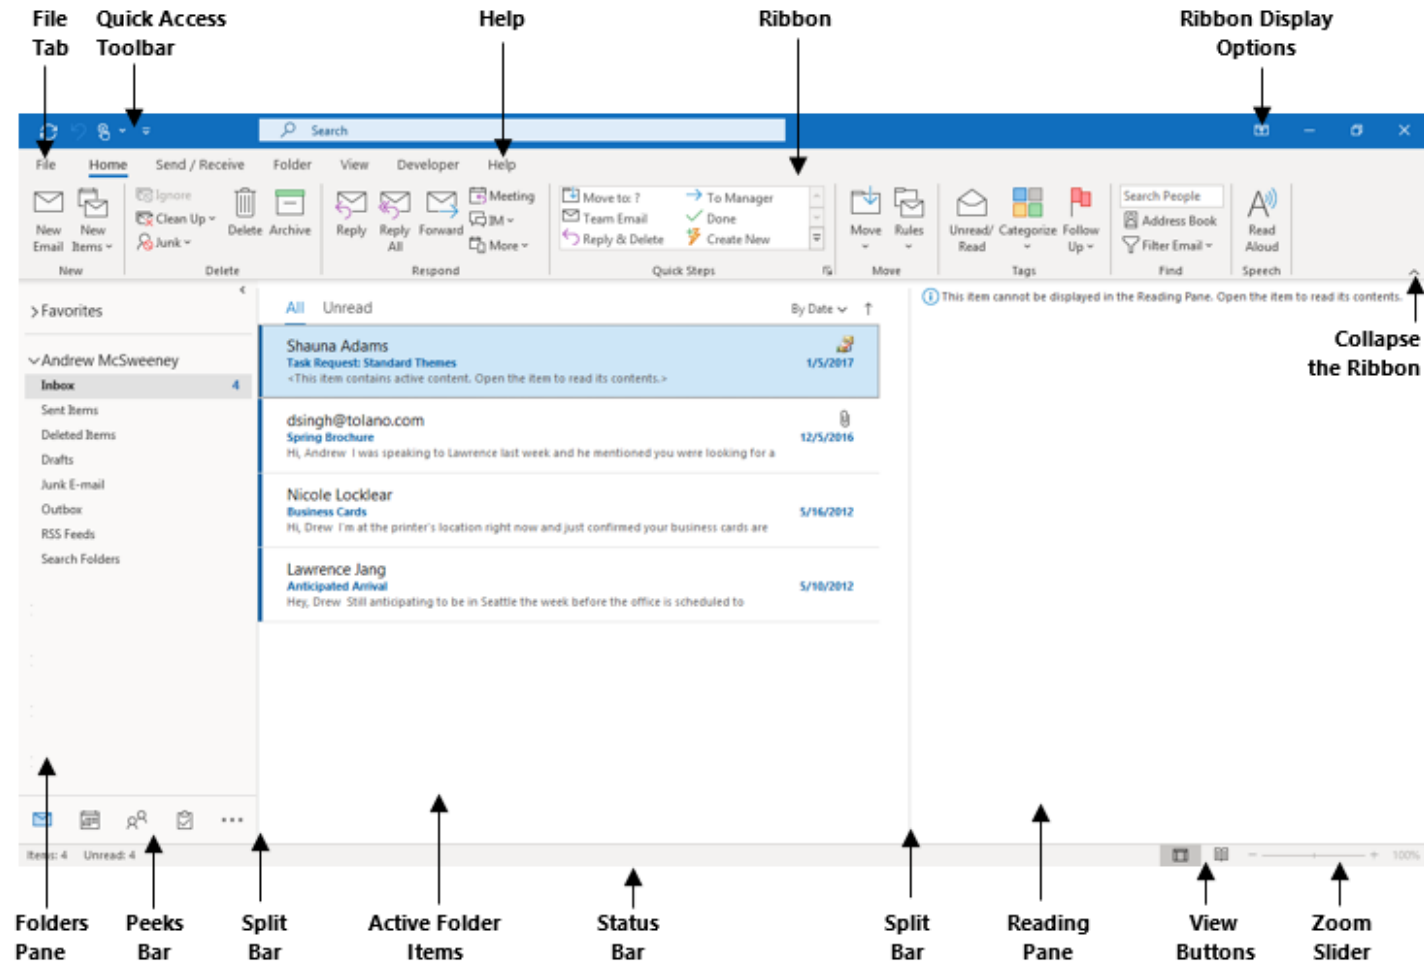 File Quick Access Help Ribbon Ribbon Display
Tab Toolbar Options
Search
File Home Send / Receive Folder View Developer Help
Ignore Meeting Move to: ? To Manager Search People
Clean Up IM Team Email Done Address Book
New New Delete Archive Reply Reply Forward Move Rules Unread/ Categorize Follow Read
Email Items Junk All More Reply & Delete Create New Read Up Filter Email Aloud
New Delete Respond Quick Steps Move Tags Find Speech
Favorites
All Unread By Date
This item cannot be displayed in the Reading Pane. Open the item to read its contents.
Collapse
the Ribbon
Andrew McSweeney
Inbox 4
Sent Items
Deleted Items
Drafts
Junk E-mail
Outbox
RSS Feeds
Search Folders
Shauna Adams
Task Request: Standard Themes 1/5/2017
<This item contains active content. Open the item to read its contents.>
dsingh@tolano.com
Spring Brochure 12/5/2016
Hi, Andrew I was speaking to Lawrence last week and he mentioned you were looking for a
Nicole Locklear
Business Cards 5/16/2012
Hi, Drew I'm at the printer's location right now and just confirmed your business cards are
Lawrence Jang
Anticipated Arrival 5/10/2012
Hey, Drew Still anticipating to be in Seattle the week before the office is scheduled to
Items: 4 Unread: 4 100%
Folders Peeks Split Active Folder Status Split Reading View Zoom
Pane Bar Bar Items Bar Bar Pane Buttons Slider